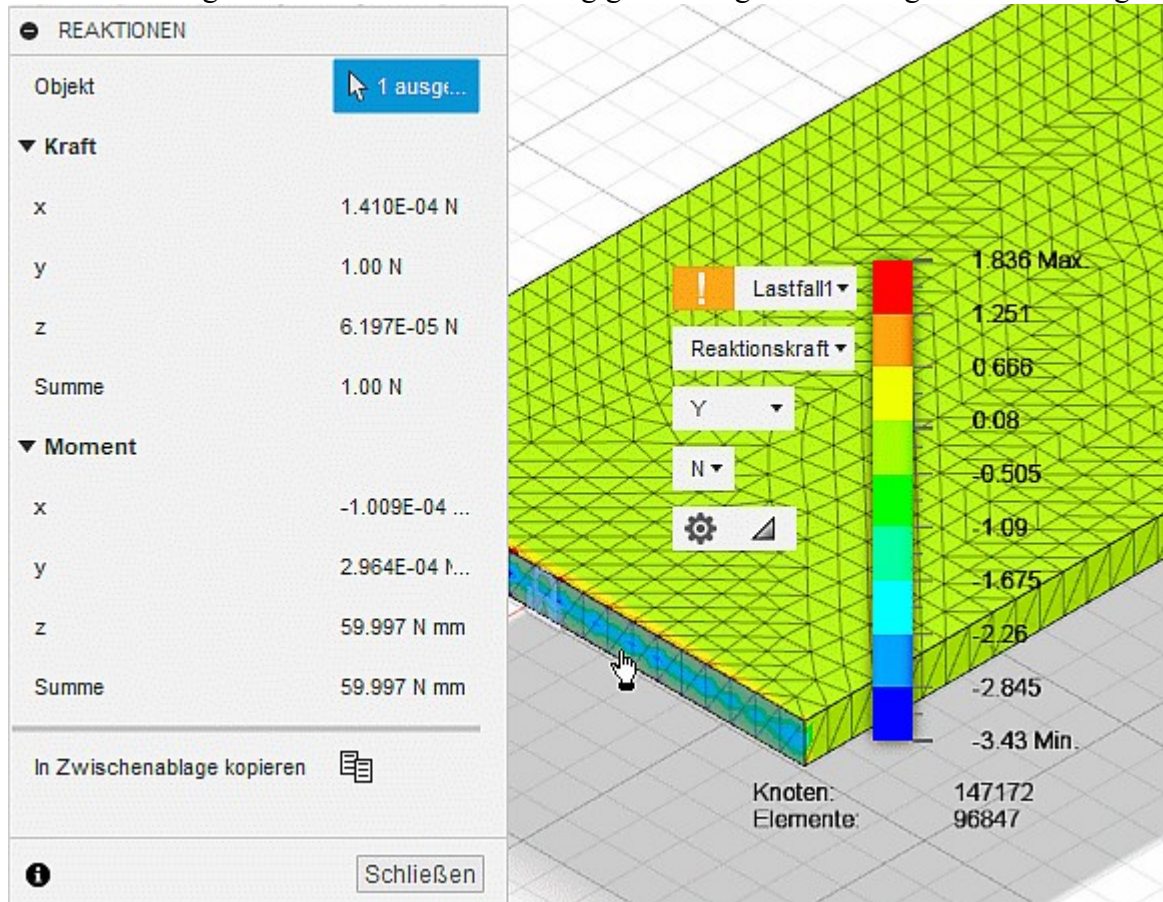 REAKTIONEN
Objekt 1 ausge...
Kraft
x 1.410E-04 N
y 1.00 N
z 6.197E-05 N
Summe 1.00 N
Moment
x -1.009E-04 ...
y 2.964E-04 N...
z 59.997 N mm
Summe 59.997 N mm
In Zwischenablage kopieren
Schließen
Lastfall1
Reaktionskraft
Y
N
1.836 Max.
1.251
0.666
0.08
-0.505
-1.09
-1.675
-2.26
-2.845
-3.43 Min.
Knoten: 147172
Elemente: 96847